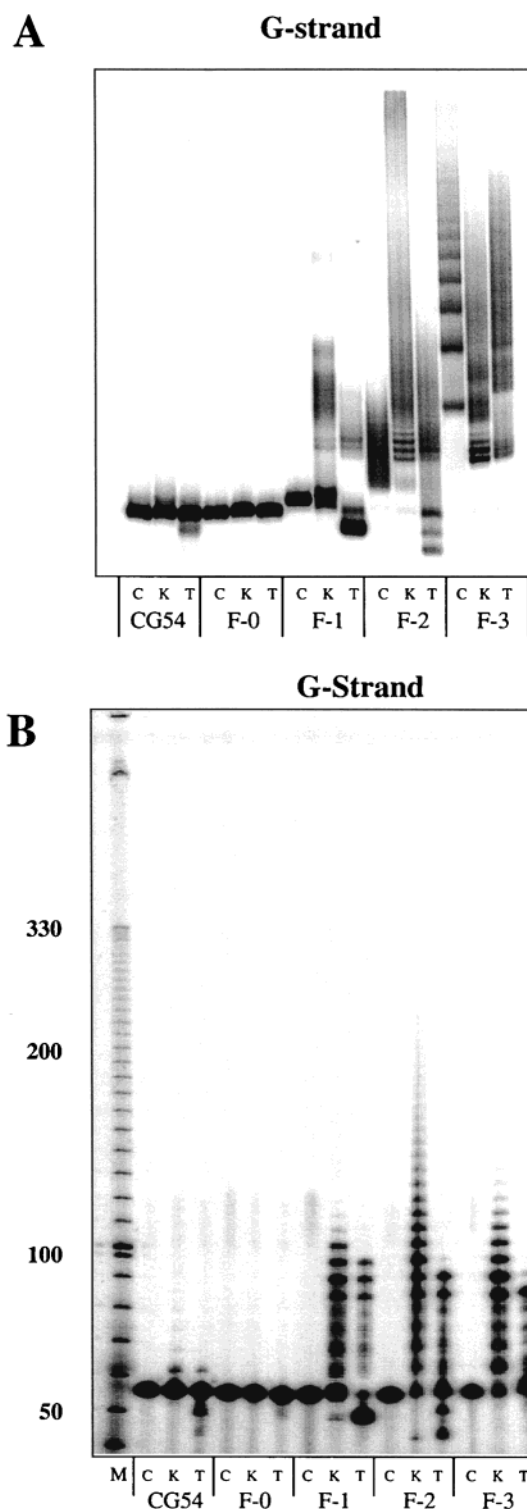 A
G-strand
C K T C K T C K T C K T C K T
CG54 F-0 F-1 F-2 F-3
G-Strand
B
330
200
100
50
M C K T C K T C K T C K T C K T
CG54 F-0 F-1 F-2 F-3